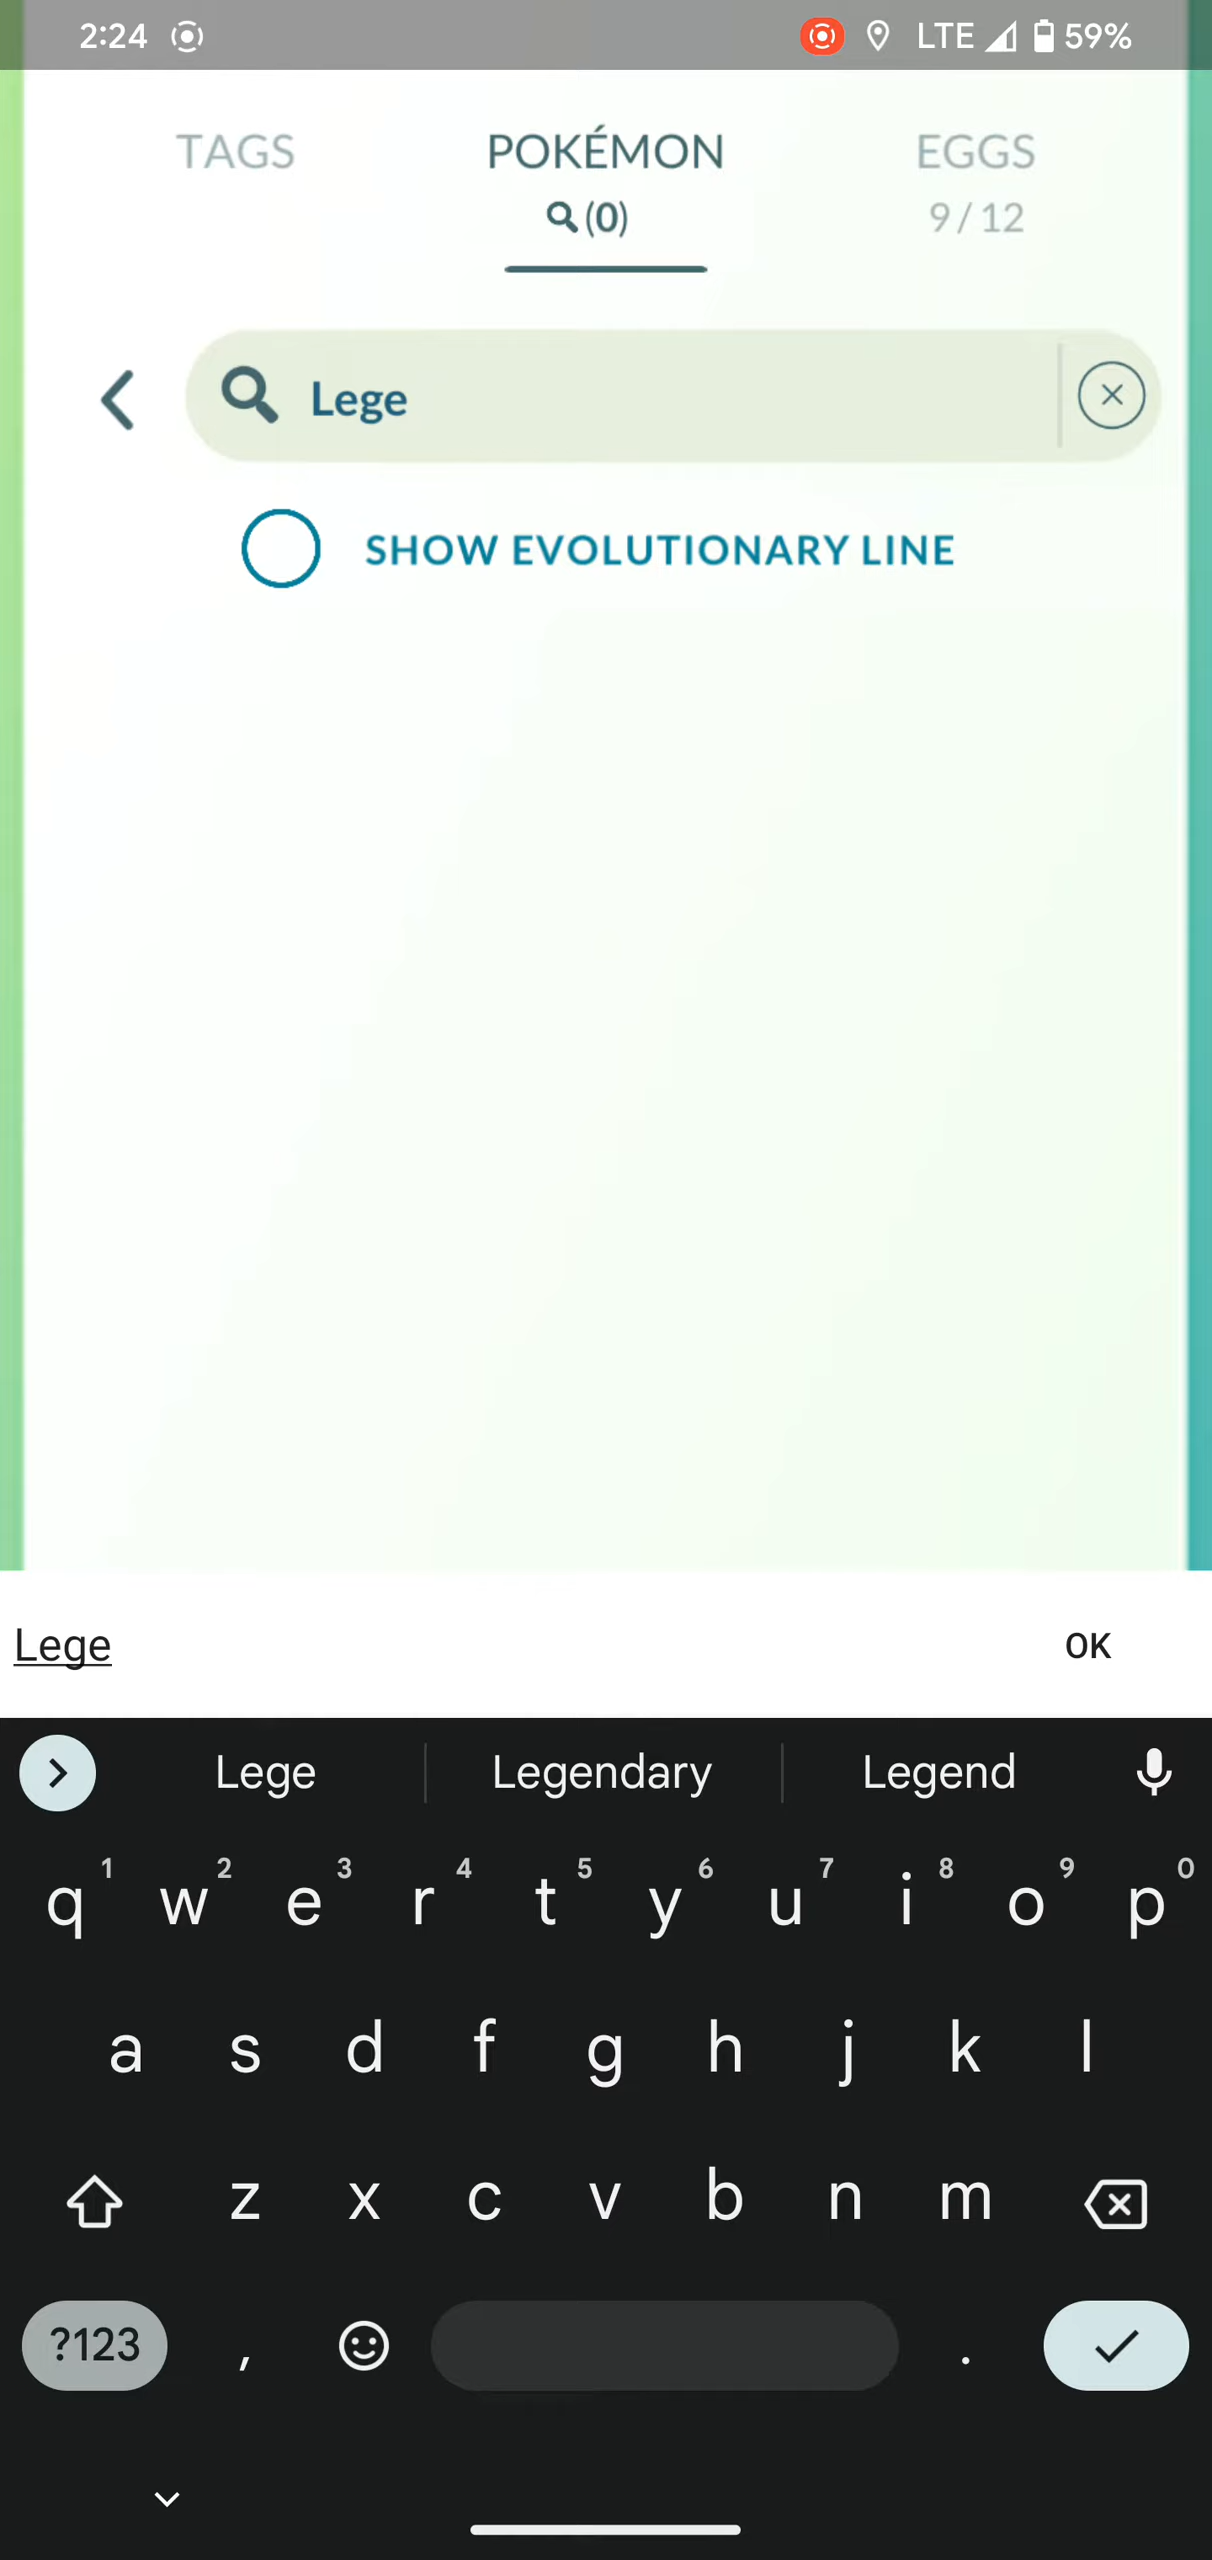 2:24 LTE 59%
TAGS POKÉMON EGGS
(0) 9 / 12
Lege
SHOW EVOLUTIONARY LINE
Lege OK
Lege Legendary Legend
1 2 3 4 5 6 7 8 9 0
q w e r t y u i o p
a s d f g h j k l
z x c v b n m
?123 , .